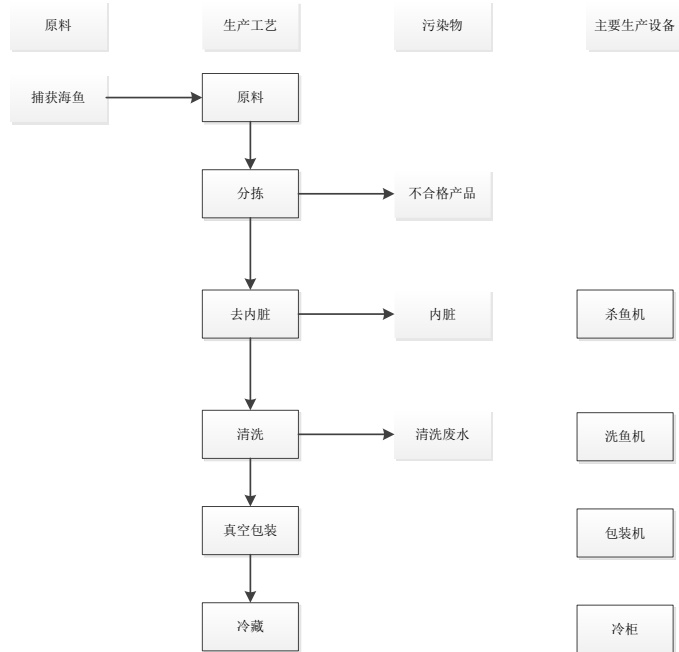 原料
生产工艺
污染物
主要生产设备
捕获海鱼
原料
分拣
不合格产品
去内脏
内脏
杀鱼机
清洗
清洗废水
洗鱼机
真空包装
包装机
冷藏
冷柜